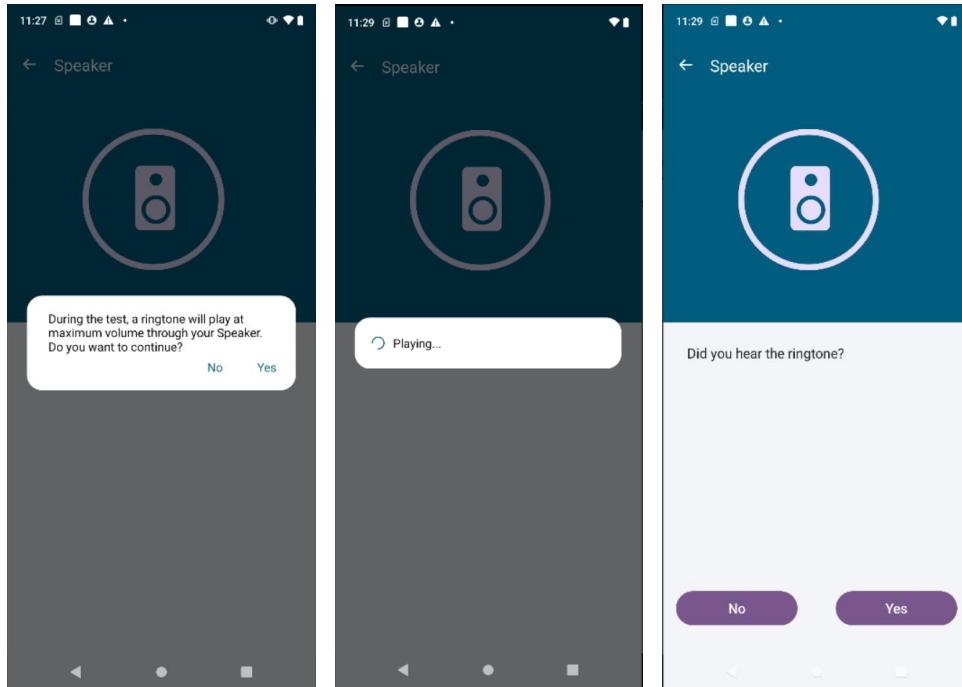 11:27
Speaker
During the test, a ringtone will play at
maximum volume through your Speaker.
Do you want to continue?
No Yes
11:29
Speaker
Playing...
11:29
Speaker
Did you hear the ringtone?
No Yes